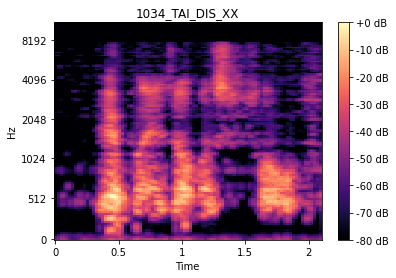 1034_TAI_DIS_XX
+0 dB
8192
-10 dB
4096
-20 dB
-30 dB
2048
Hz
-40 dB
1024
-50 dB
512
-60 dB
-70 dB
0
-80 dB
0
0.5
1
1.5
2
Time